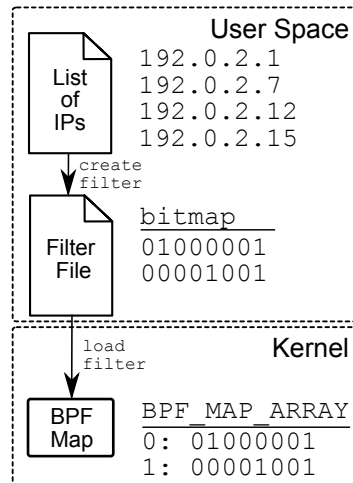 User Space
List
of
IPs
192.0.2.1
192.0.2.7
192.0.2.12
192.0.2.15
create
filter
Filter
File
bitmap
01000001
00001001
load
filter
Kernel
BPF
Map
BPF_MAP_ARRAY
0: 01000001
1: 00001001